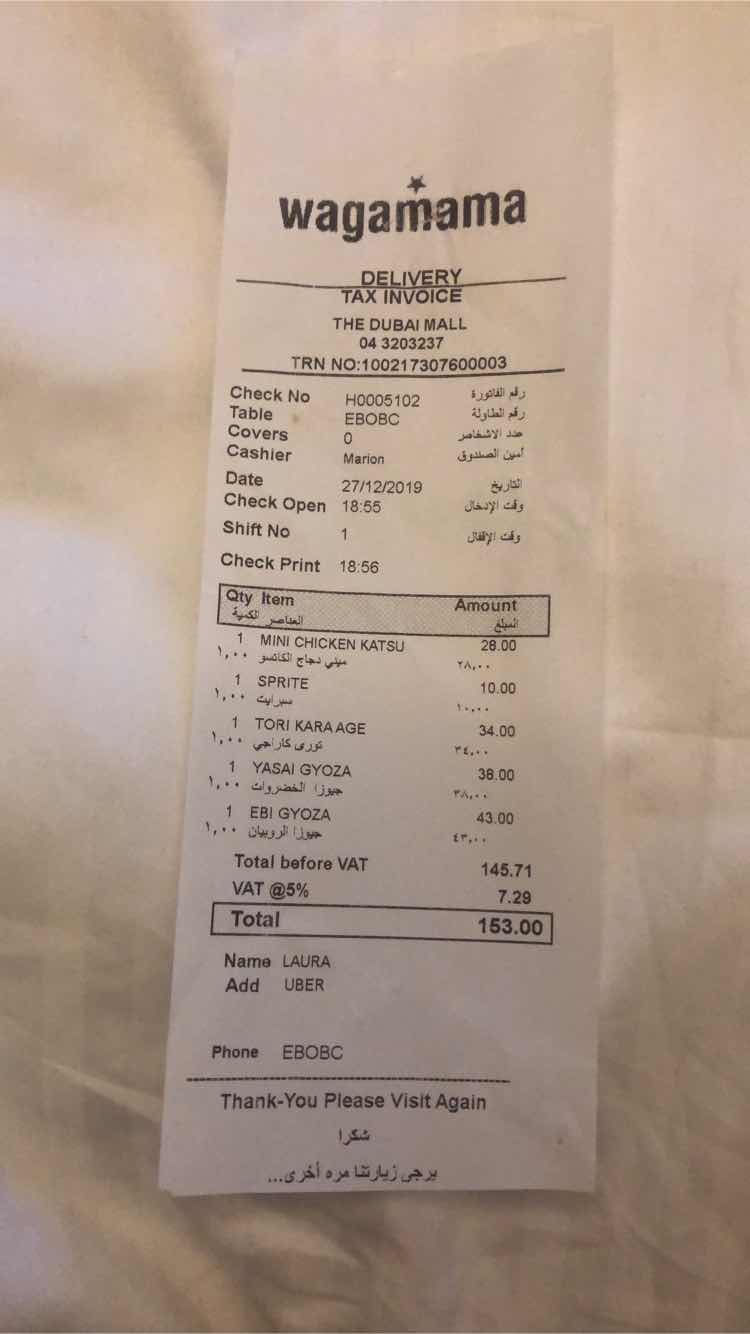 wagamama
DELIVERY
TAX INVOICE
THE DUBAI MALL
04 3203237
TRN NO:100217307600003
Check No H0005102 رقم الفاتورة
Table EBOBC رقم الطاولة
Covers 0 عدد الاشخاص
Cashier Marion أمين الصندوق
Date 27/12/2019 التاريخ
Check Open 18:55 وقت الإدخال
Shift No 1 وقت الإقفال
Check Print 18:56
Qty Item Amount
العناصر الكمية المبلغ
1 MINI CHICKEN KATSU 28.00
١,٠٠ ميني دجاج الكاتسو ٢٨,٠٠
1 SPRITE 10.00
١,٠٠ سبرايت ١٠,٠٠
1 TORI KARA AGE 34.00
١,٠٠ توري كاراجي ٣٤,٠٠
1 YASAI GYOZA 38.00
١,٠٠ جيوزا الخضروات ٣٨,٠٠
1 EBI GYOZA 43.00
١,٠٠ جيوزا الروبيان ٤٣,٠٠
Total before VAT 145.71
VAT @5% 7.29
Total 153.00
Name LAURA
Add UBER
Phone EBOBC
Thank-You Please Visit Again
شكرا
يرجى زيارتنا مره أخرى...